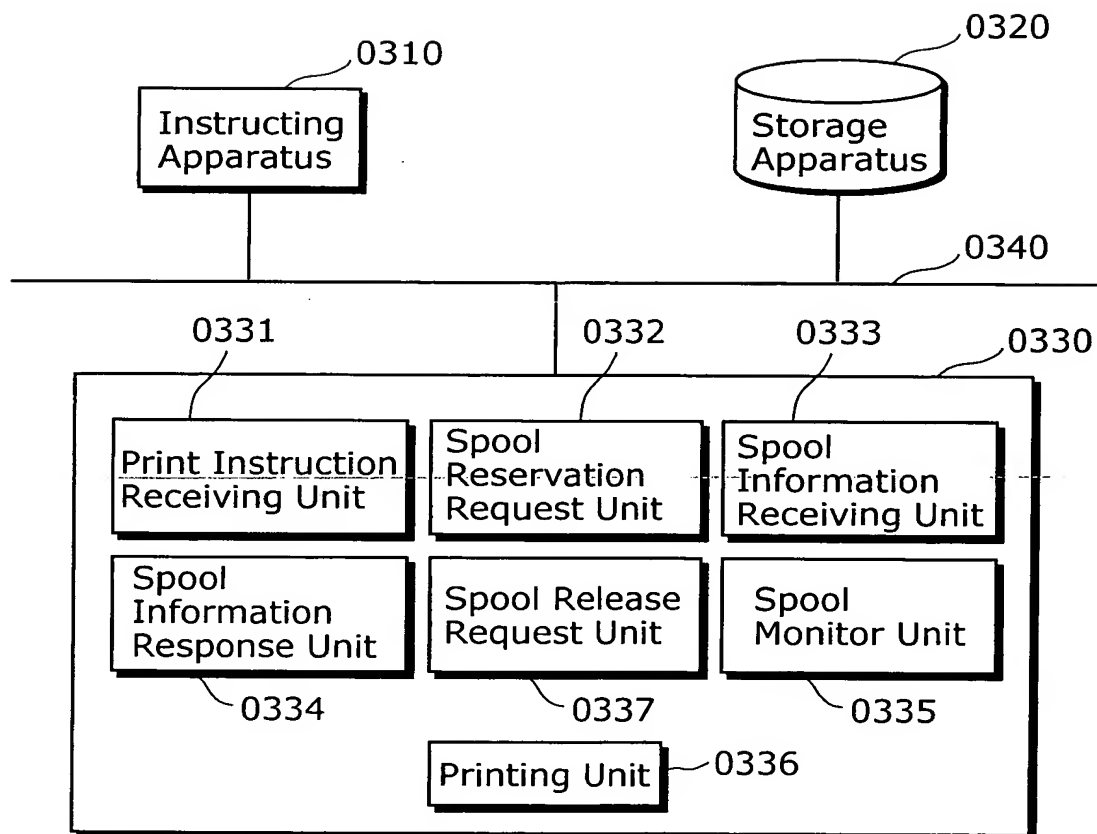 0310
0320
Instructing
Apparatus
Storage
Apparatus
0340
0331
0332
0333
0330
Print Instruction
Receiving Unit
Spool
Reservation
Request Unit
Spool
Information
Receiving Unit
Spool
Information
Response Unit
Spool Release
Request Unit
Spool
Monitor Unit
0334
0337
0335
Printing Unit
0336